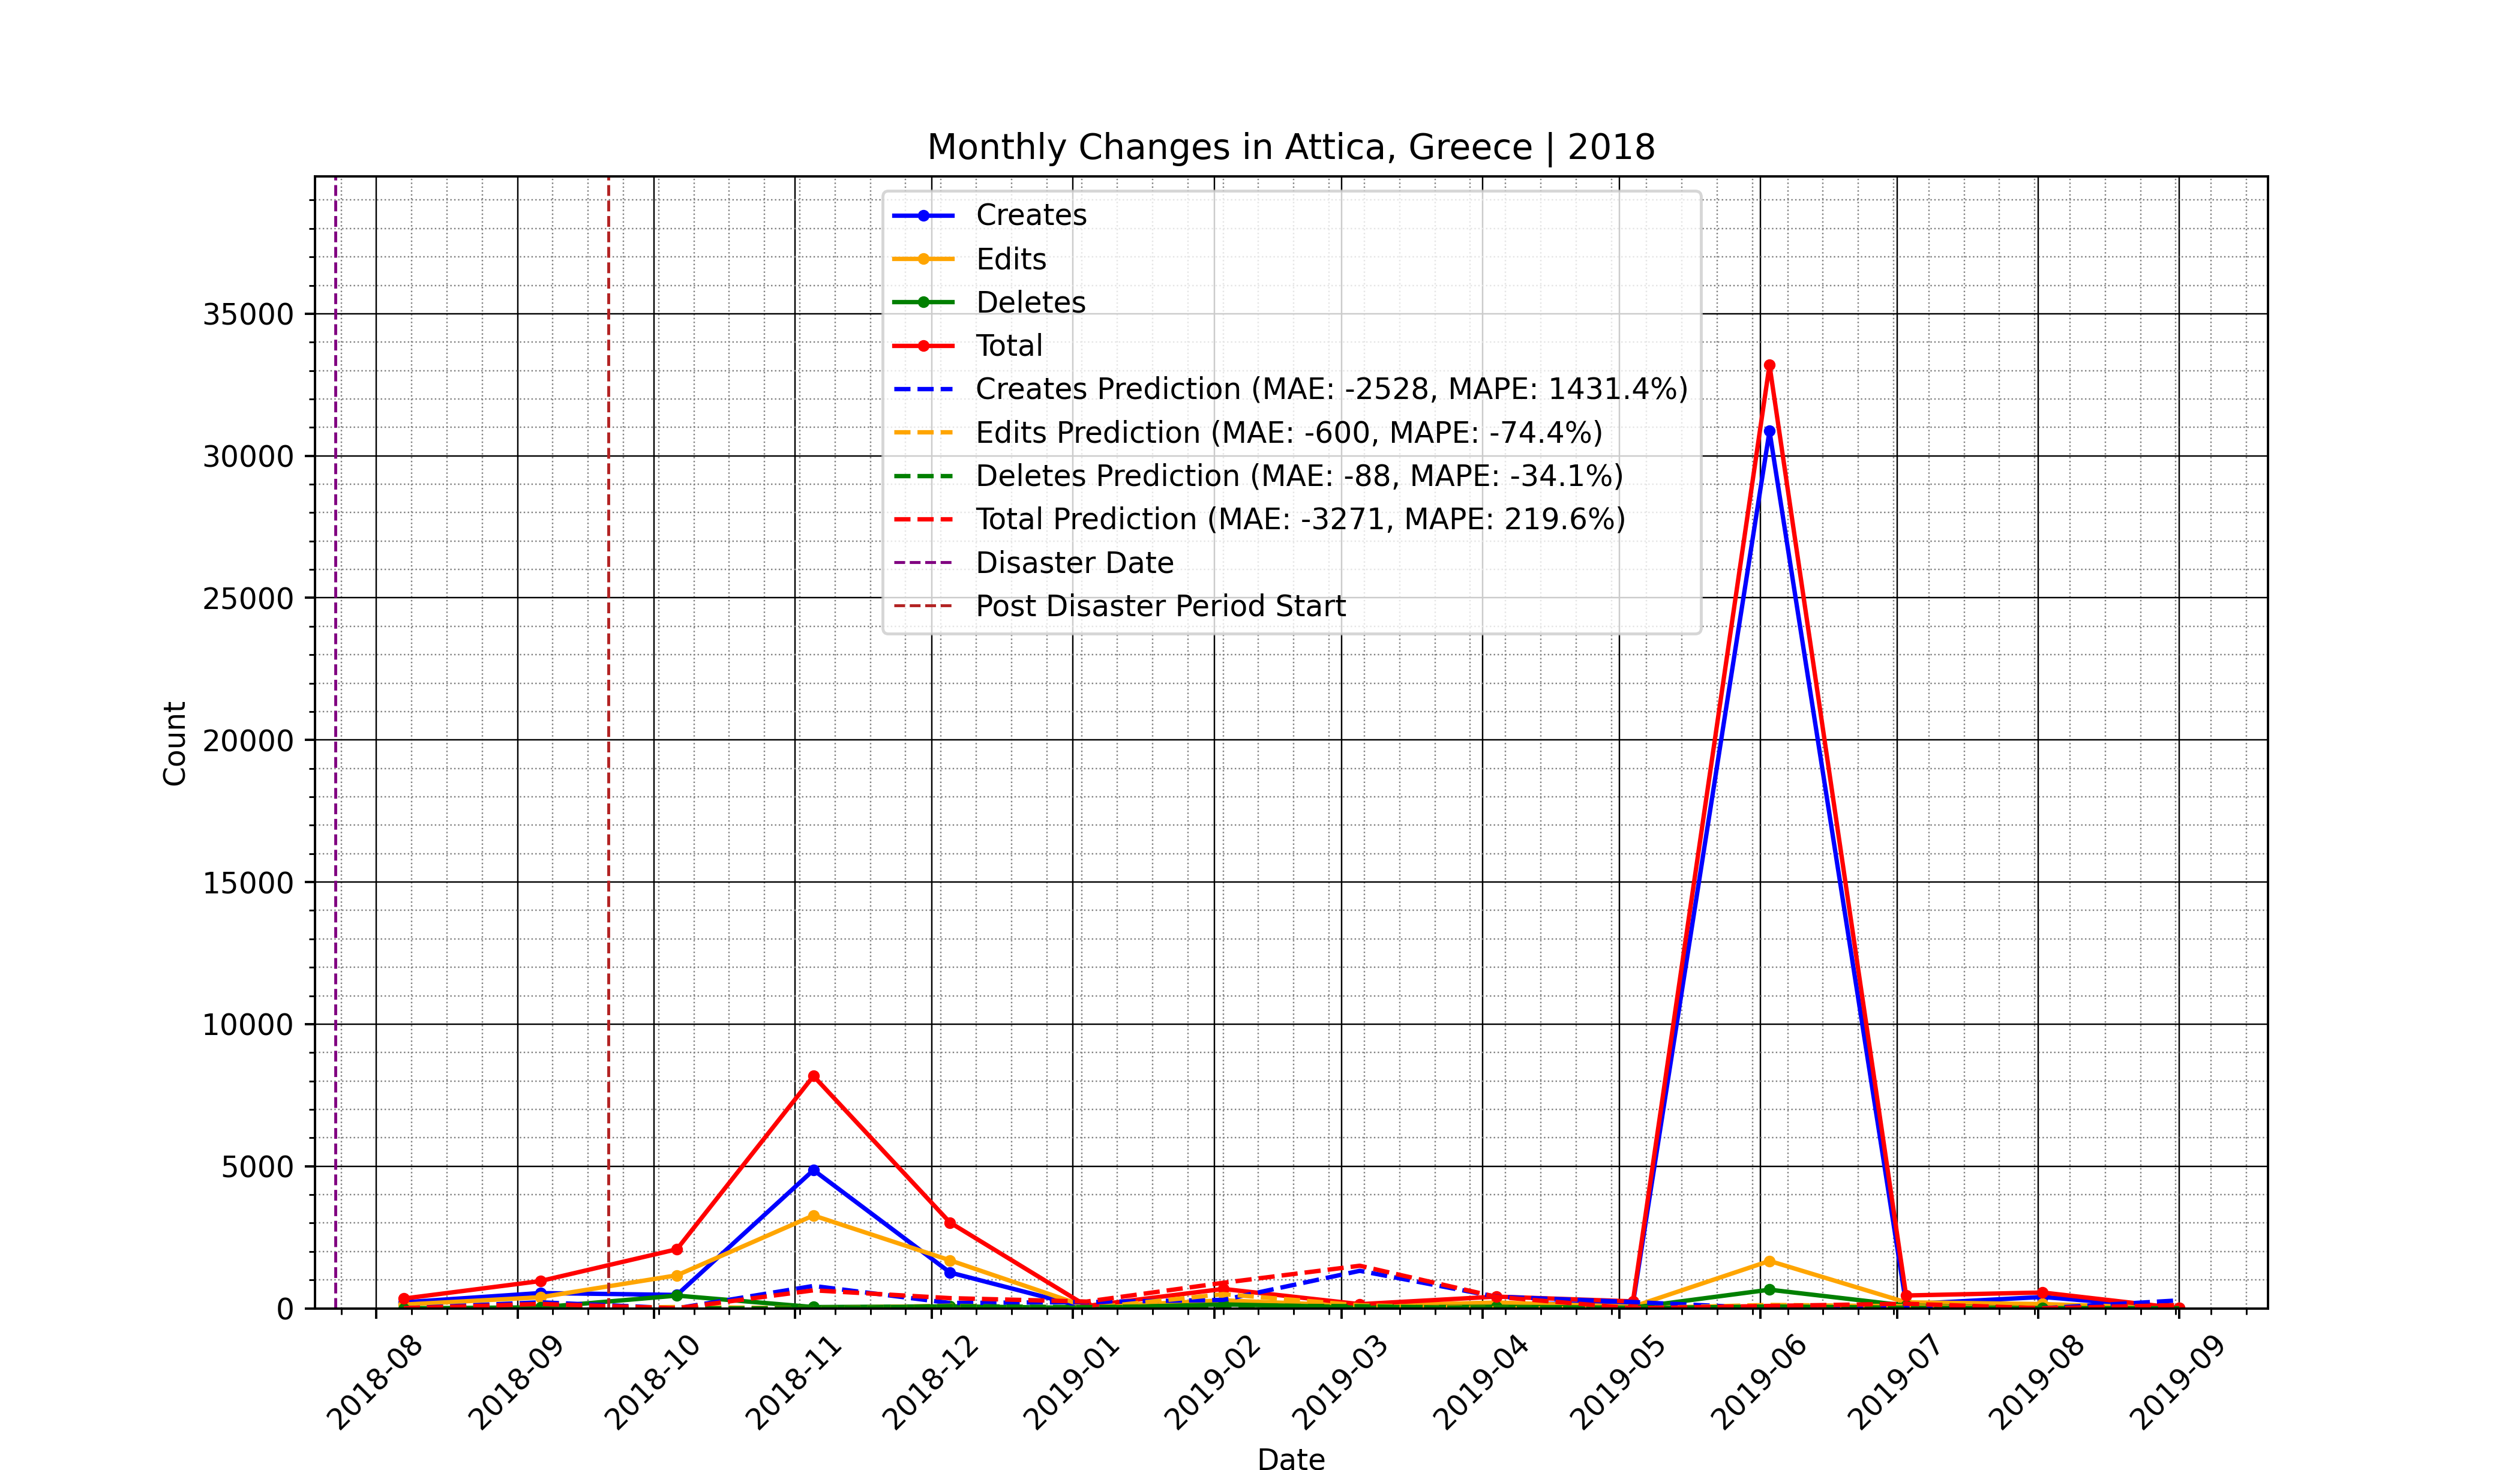 Monthly Changes in Attica, Greece | 2018
Creates
Edits
Deletes
Total
Creates Prediction (MAE: -2528, MAPE: 1431.4%)
Edits Prediction (MAE: -600, MAPE: -74.4%)
Deletes Prediction (MAE: -88, MAPE: -34.1%)
Total Prediction (MAE: -3271, MAPE: 219.6%)
Disaster Date
Post Disaster Period Start
Count
35000
30000
25000
20000
15000
10000
5000
0
2018-08
2018-09
2018-10
2018-11
2018-12
2019-01
2019-02
2019-03
2019-04
2019-05
2019-06
2019-07
2019-08
2019-09
Date